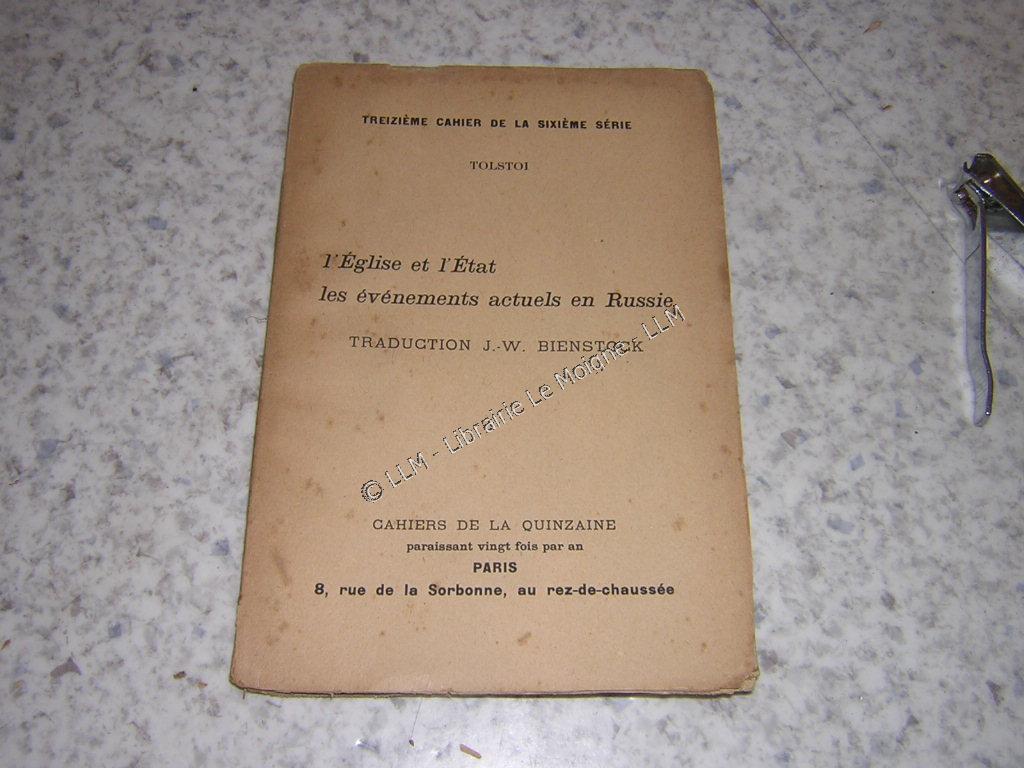 TREIZIÈME CAHIER DE LA SIXIÈME SÉRIE
TOLSTOI
l'Église et l'État
les événements actuels en Russie
TRADUCTION J.-W. BIENSTOCK
© LLM - Librairie Le Moigne - LLM
CAHIERS DE LA QUINZAINE
paraissant vingt fois par an
PARIS
8, rue de la Sorbonne, au rez-de-chaussée